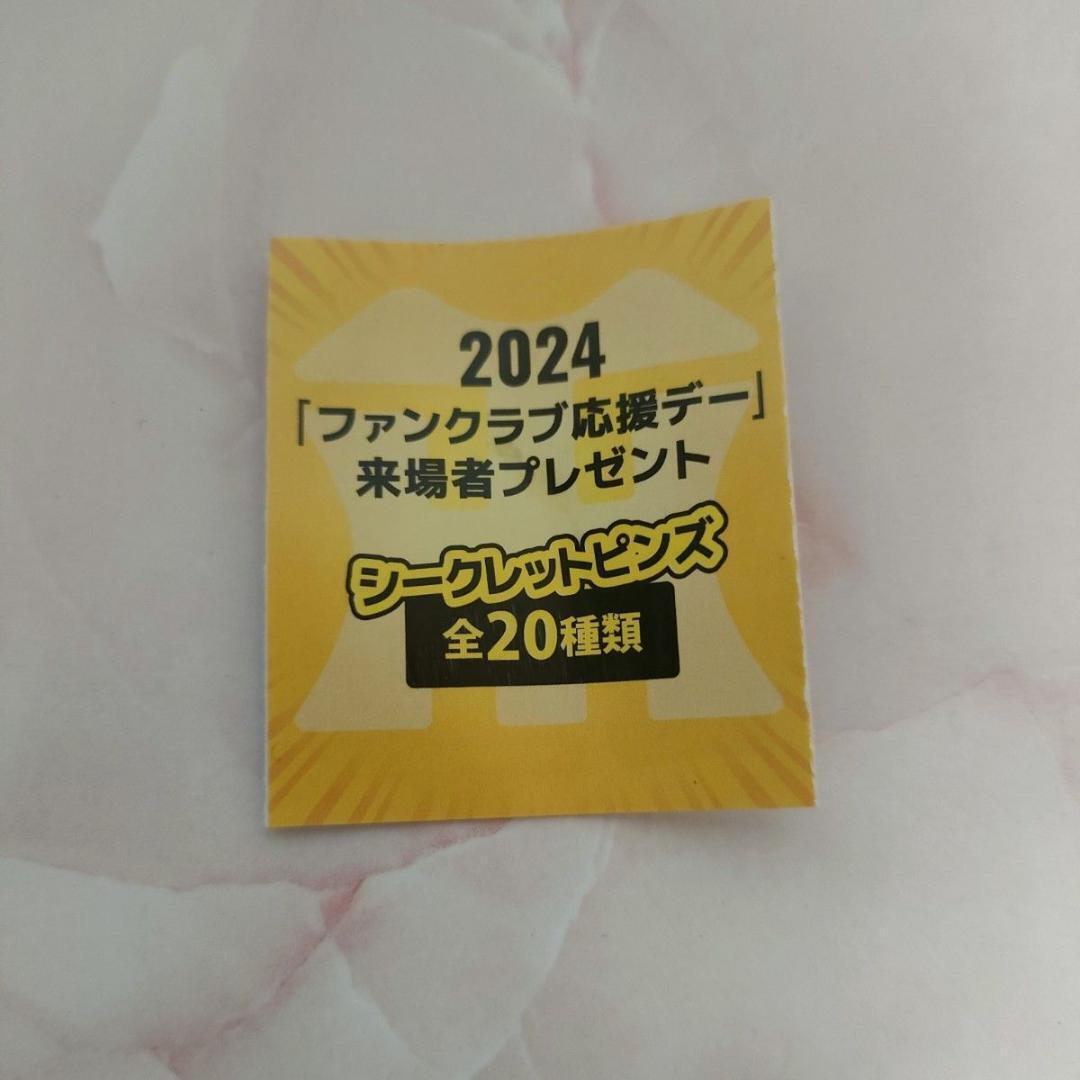 2024
「ファンクラブ応援デー」
来場者プレゼント
シークレットピンズ
全20種類